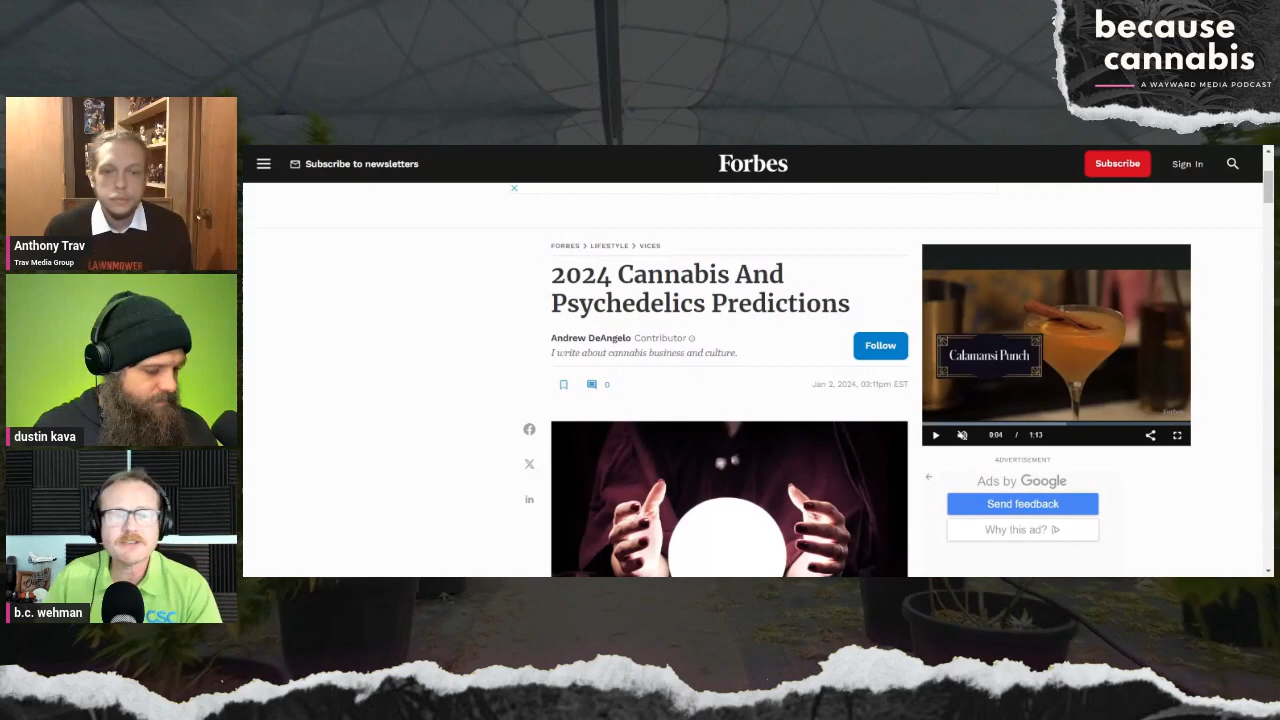 because
cannabis
A WAYWARD MEDIA PODCAST
Subscribe to newsletters
Forbes
Subscribe
Sign In
FORBES > LIFESTYLE > VICES
2024 Cannabis And
Psychedelics Predictions
Andrew DeAngelo Contributor
I write about cannabis business and culture.
Follow
0
Jan 2, 2024, 03:11pm EST
Calamansi Punch
Forbes
0:04 / 1:13
ADVERTISEMENT
Ads by Google
Send feedback
Why this ad?
Anthony Trav
Trav Media Group
LAWNMOWER
dustin kava
b.c. wehman
CSC